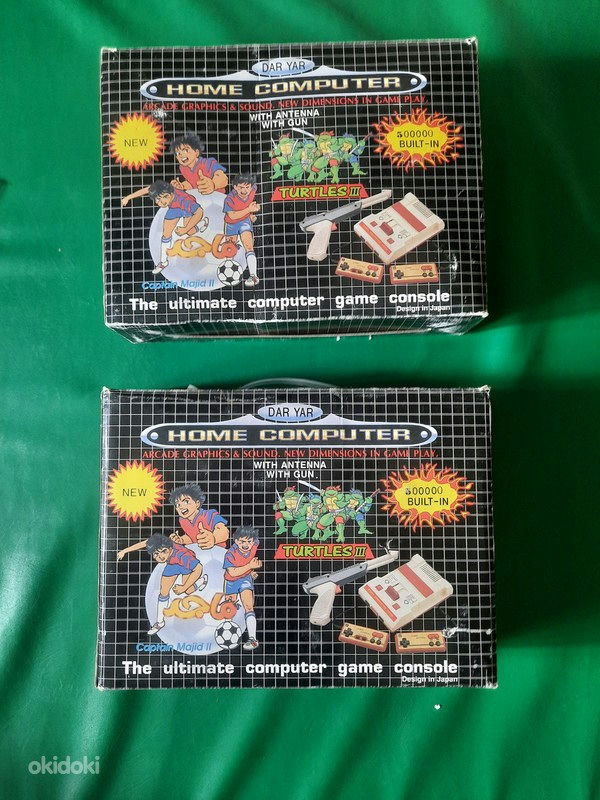 DAR YAR
HOME COMPUTER
ARCADE GRAPHICS & SOUND. NEW DIMENSIONS IN GAME PLAY.
WITH ANTENNA
WITH GUN
NEW
500000
BUILT-IN
TURTLES III
ماجد
Captain Majid II
The ultimate computer game console
Design in Japan
DAR YAR
HOME COMPUTER
ARCADE GRAPHICS & SOUND. NEW DIMENSIONS IN GAME PLAY.
WITH ANTENNA
WITH GUN
NEW
500000
BUILT-IN
TURTLES III
ماجد
Captain Majid II
The ultimate computer game console
Design in Japan
okidoki